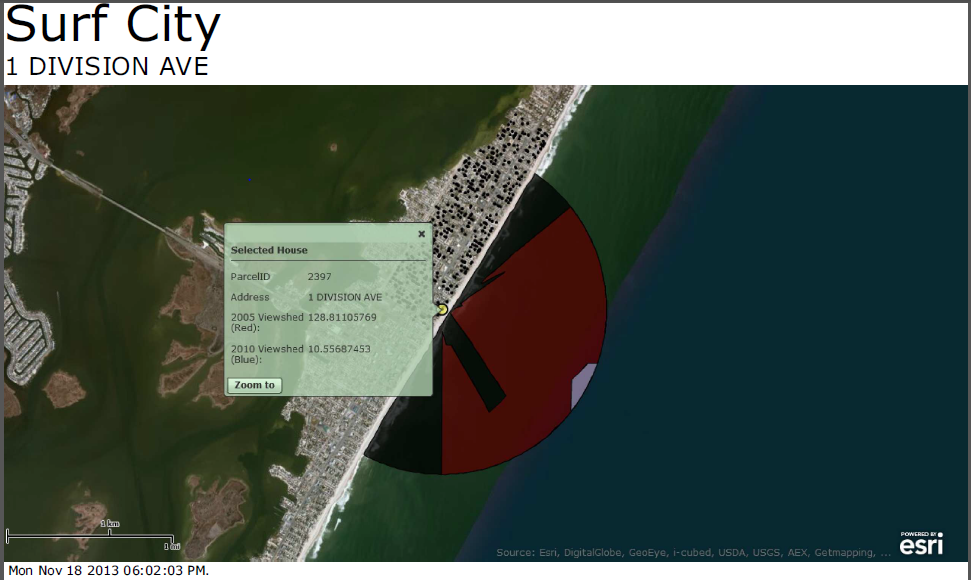 Surf City
1 DIVISION AVE
Selected House
ParcelID 2397
Address 1 DIVISION AVE
2005 Viewshed 128.81105769
(Red):
2010 Viewshed 10.55687453
(Blue):
Zoom to
1 km
1 mi
POWERED BY
esri
Source: Esri, DigitalGlobe, GeoEye, i-cubed, USDA, USGS, AEX, Getmapping, ...
Mon Nov 18 2013 06:02:03 PM.